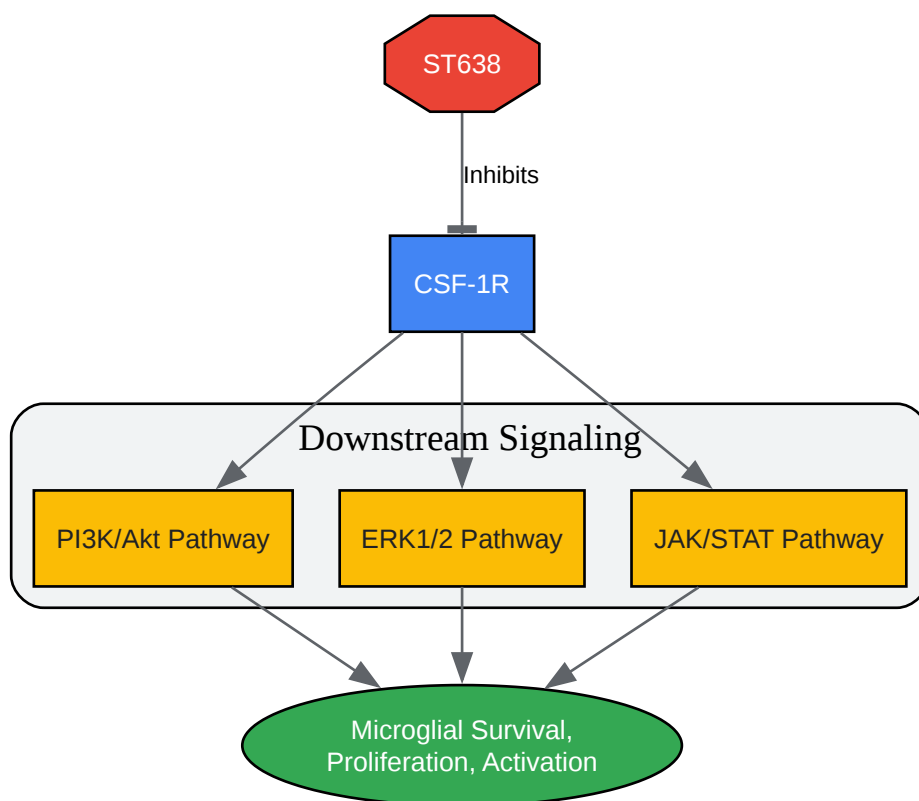 ST638
Inhibits
CSF-1R
Downstream Signaling
PI3K/Akt Pathway
ERK1/2 Pathway
JAK/STAT Pathway
Microglial Survival,
Proliferation, Activation